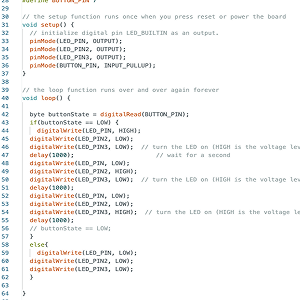 28 #define BUTTON_PIN
29
30 // the setup function runs once when you press reset or power the board
31 void setup() {
32 // initialize digital pin LED_BUILTIN as an output.
33 pinMode(LED_PIN, OUTPUT);
34 pinMode(LED_PIN2, OUTPUT);
35 pinMode(LED_PIN3, OUTPUT);
36 pinMode(BUTTON_PIN, INPUT_PULLUP);
37 }
38
39 // the loop function runs over and over again forever
40 void loop() {
41
42 byte buttonState = digitalRead(BUTTON_PIN);
43 if(buttonState == LOW) {
44 digitalWrite(LED_PIN, HIGH);
45 digitalWrite(LED_PIN2, LOW);
46 digitalWrite(LED_PIN3, LOW); // turn the LED on (HIGH is the voltage lev
47 delay(1000); // wait for a second
48 digitalWrite(LED_PIN, LOW);
49 digitalWrite(LED_PIN2, HIGH);
50 digitalWrite(LED_PIN3, LOW); // turn the LED on (HIGH is the voltage lev
51 delay(1000);
52 digitalWrite(LED_PIN, LOW);
53 digitalWrite(LED_PIN2, LOW);
54 digitalWrite(LED_PIN3, HIGH); // turn the LED on (HIGH is the voltage le
55 delay(1000);
56 // buttonState == LOW;
57 }
58 else{
59 digitalWrite(LED_PIN, LOW);
60 digitalWrite(LED_PIN2, LOW);
61 digitalWrite(LED_PIN3, LOW);
62 }
63
64 }